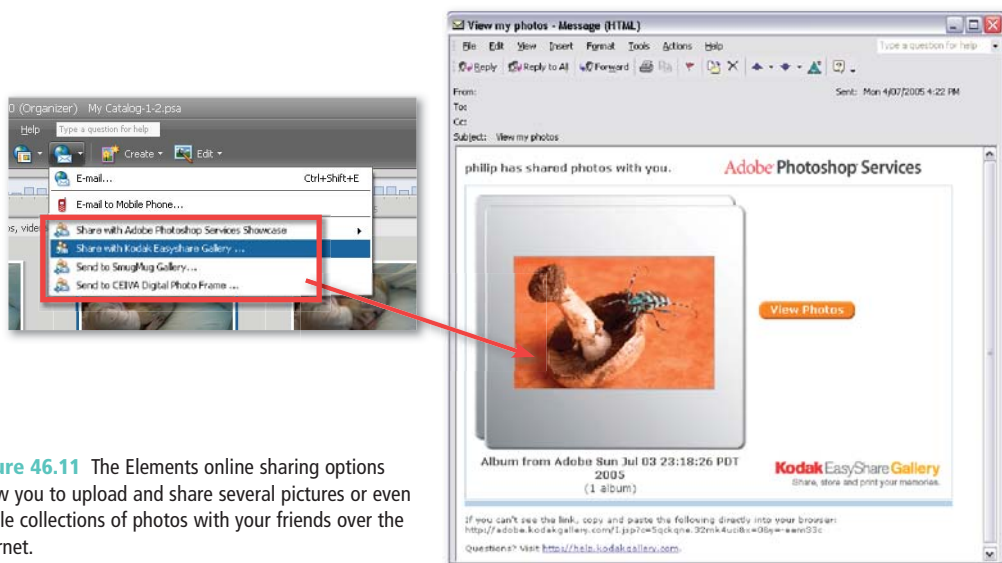 0 (Organizer) My Catalog-1-2.psa
Help Type a question for help
Create Edit
E-mail... Ctrl+Shift+E
E-mail to Mobile Phone...
Share with Adobe Photoshop Services Showcase
Share with Kodak Easyshare Gallery ...
Send to SmugMug Gallery...
Send to CEIVA Digital Photo Frame ...
View my photos - Message (HTML)
File Edit View Insert Format Tools Actions Help Type a question for help
Reply Reply to All Forward
From: Sent: Mon 4/07/2005 4:22 PM
To:
Cc:
Subject: View my photos
philip has shared photos with you. Adobe Photoshop Services
View Photos
Album from Adobe Sun Jul 03 23:18:26 PDT
2005
(1 album)
Kodak EasyShare Gallery
Share, store and print your memories.
If you can't see the link, copy and paste the following directly into your browser:
Questions? Visit http://help.kodakgallery.com.
ure 46.11 The Elements online sharing options
w you to upload and share several pictures or even
le collections of photos with your friends over the
rnet.